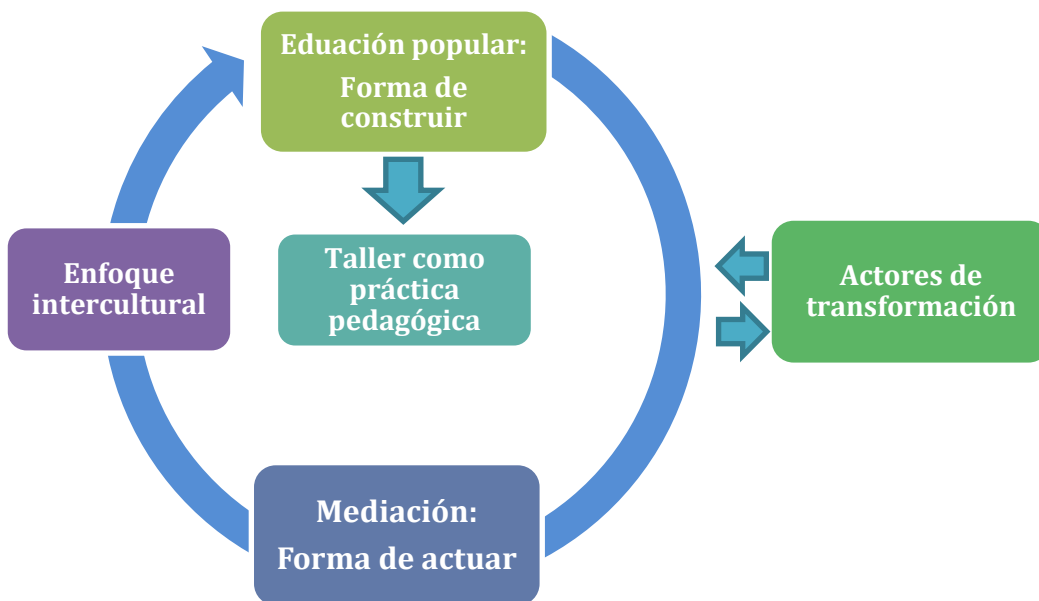 Eduación popular:
Forma de
construir
Enfoque
intercultural
Taller como
práctica
pedagógica
Actores de
transformación
Mediación:
Forma de actuar